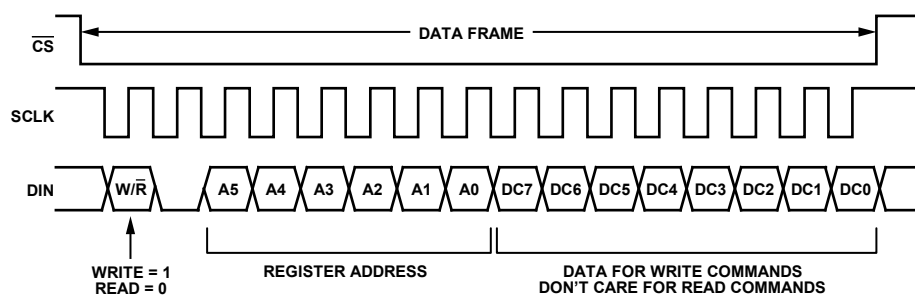 DATA FRAME
C̅S̅
SCLK
DIN
W/R̅ A5 A4 A3 A2 A1 A0 DC7 DC6 DC5 DC4 DC3 DC2 DC1 DC0
WRITE = 1
READ = 0
REGISTER ADDRESS
DATA FOR WRITE COMMANDS
DON'T CARE FOR READ COMMANDS